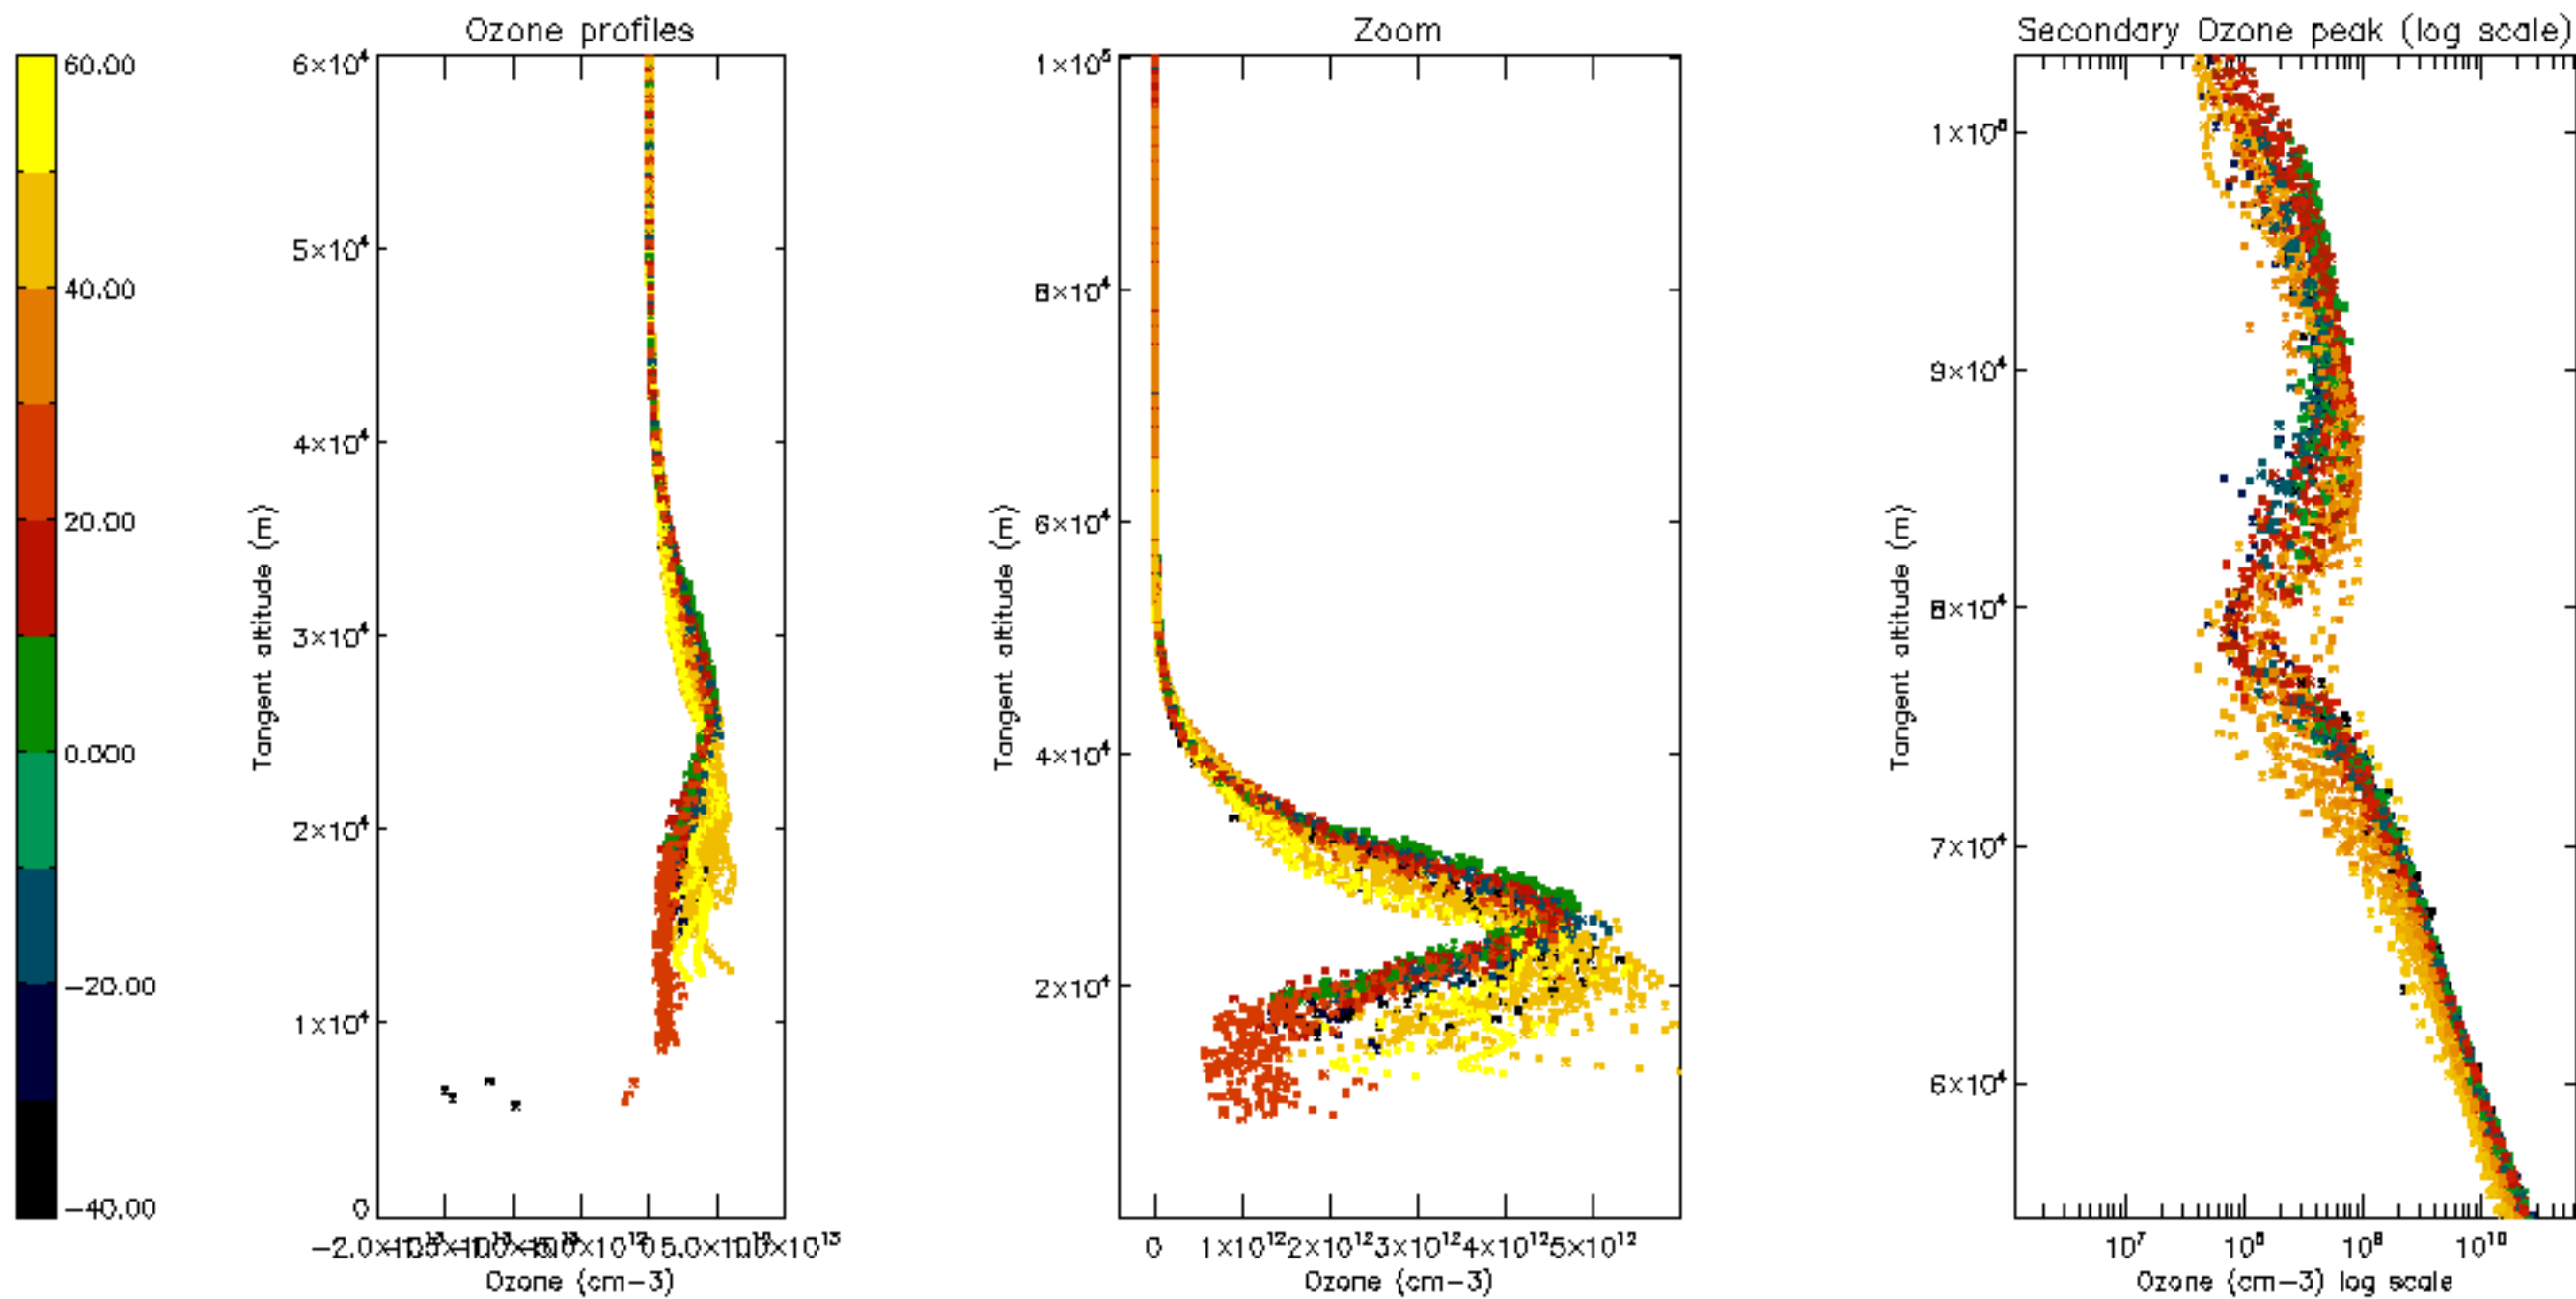 Ozone profiles
Zoom
Secondary Ozone peak (log scale)
60.00
40.00
20.00
0.000
−20.00
−40.00
6×10⁴
5×10⁴
4×10⁴
3×10⁴
2×10⁴
1×10⁴
0
Tangent altitude (m)
Ozone (cm−3)
1×10⁵
8×10⁴
6×10⁴
4×10⁴
2×10⁴
Tangent altitude (m)
0 1×10¹² 2×10¹² 3×10¹² 4×10¹² 5×10¹²
Ozone (cm−3)
1×10⁵
9×10⁴
8×10⁴
7×10⁴
6×10⁴
Tangent altitude (m)
10⁷ 10⁸ 10⁹ 10¹⁰
Ozone (cm−3) log scale